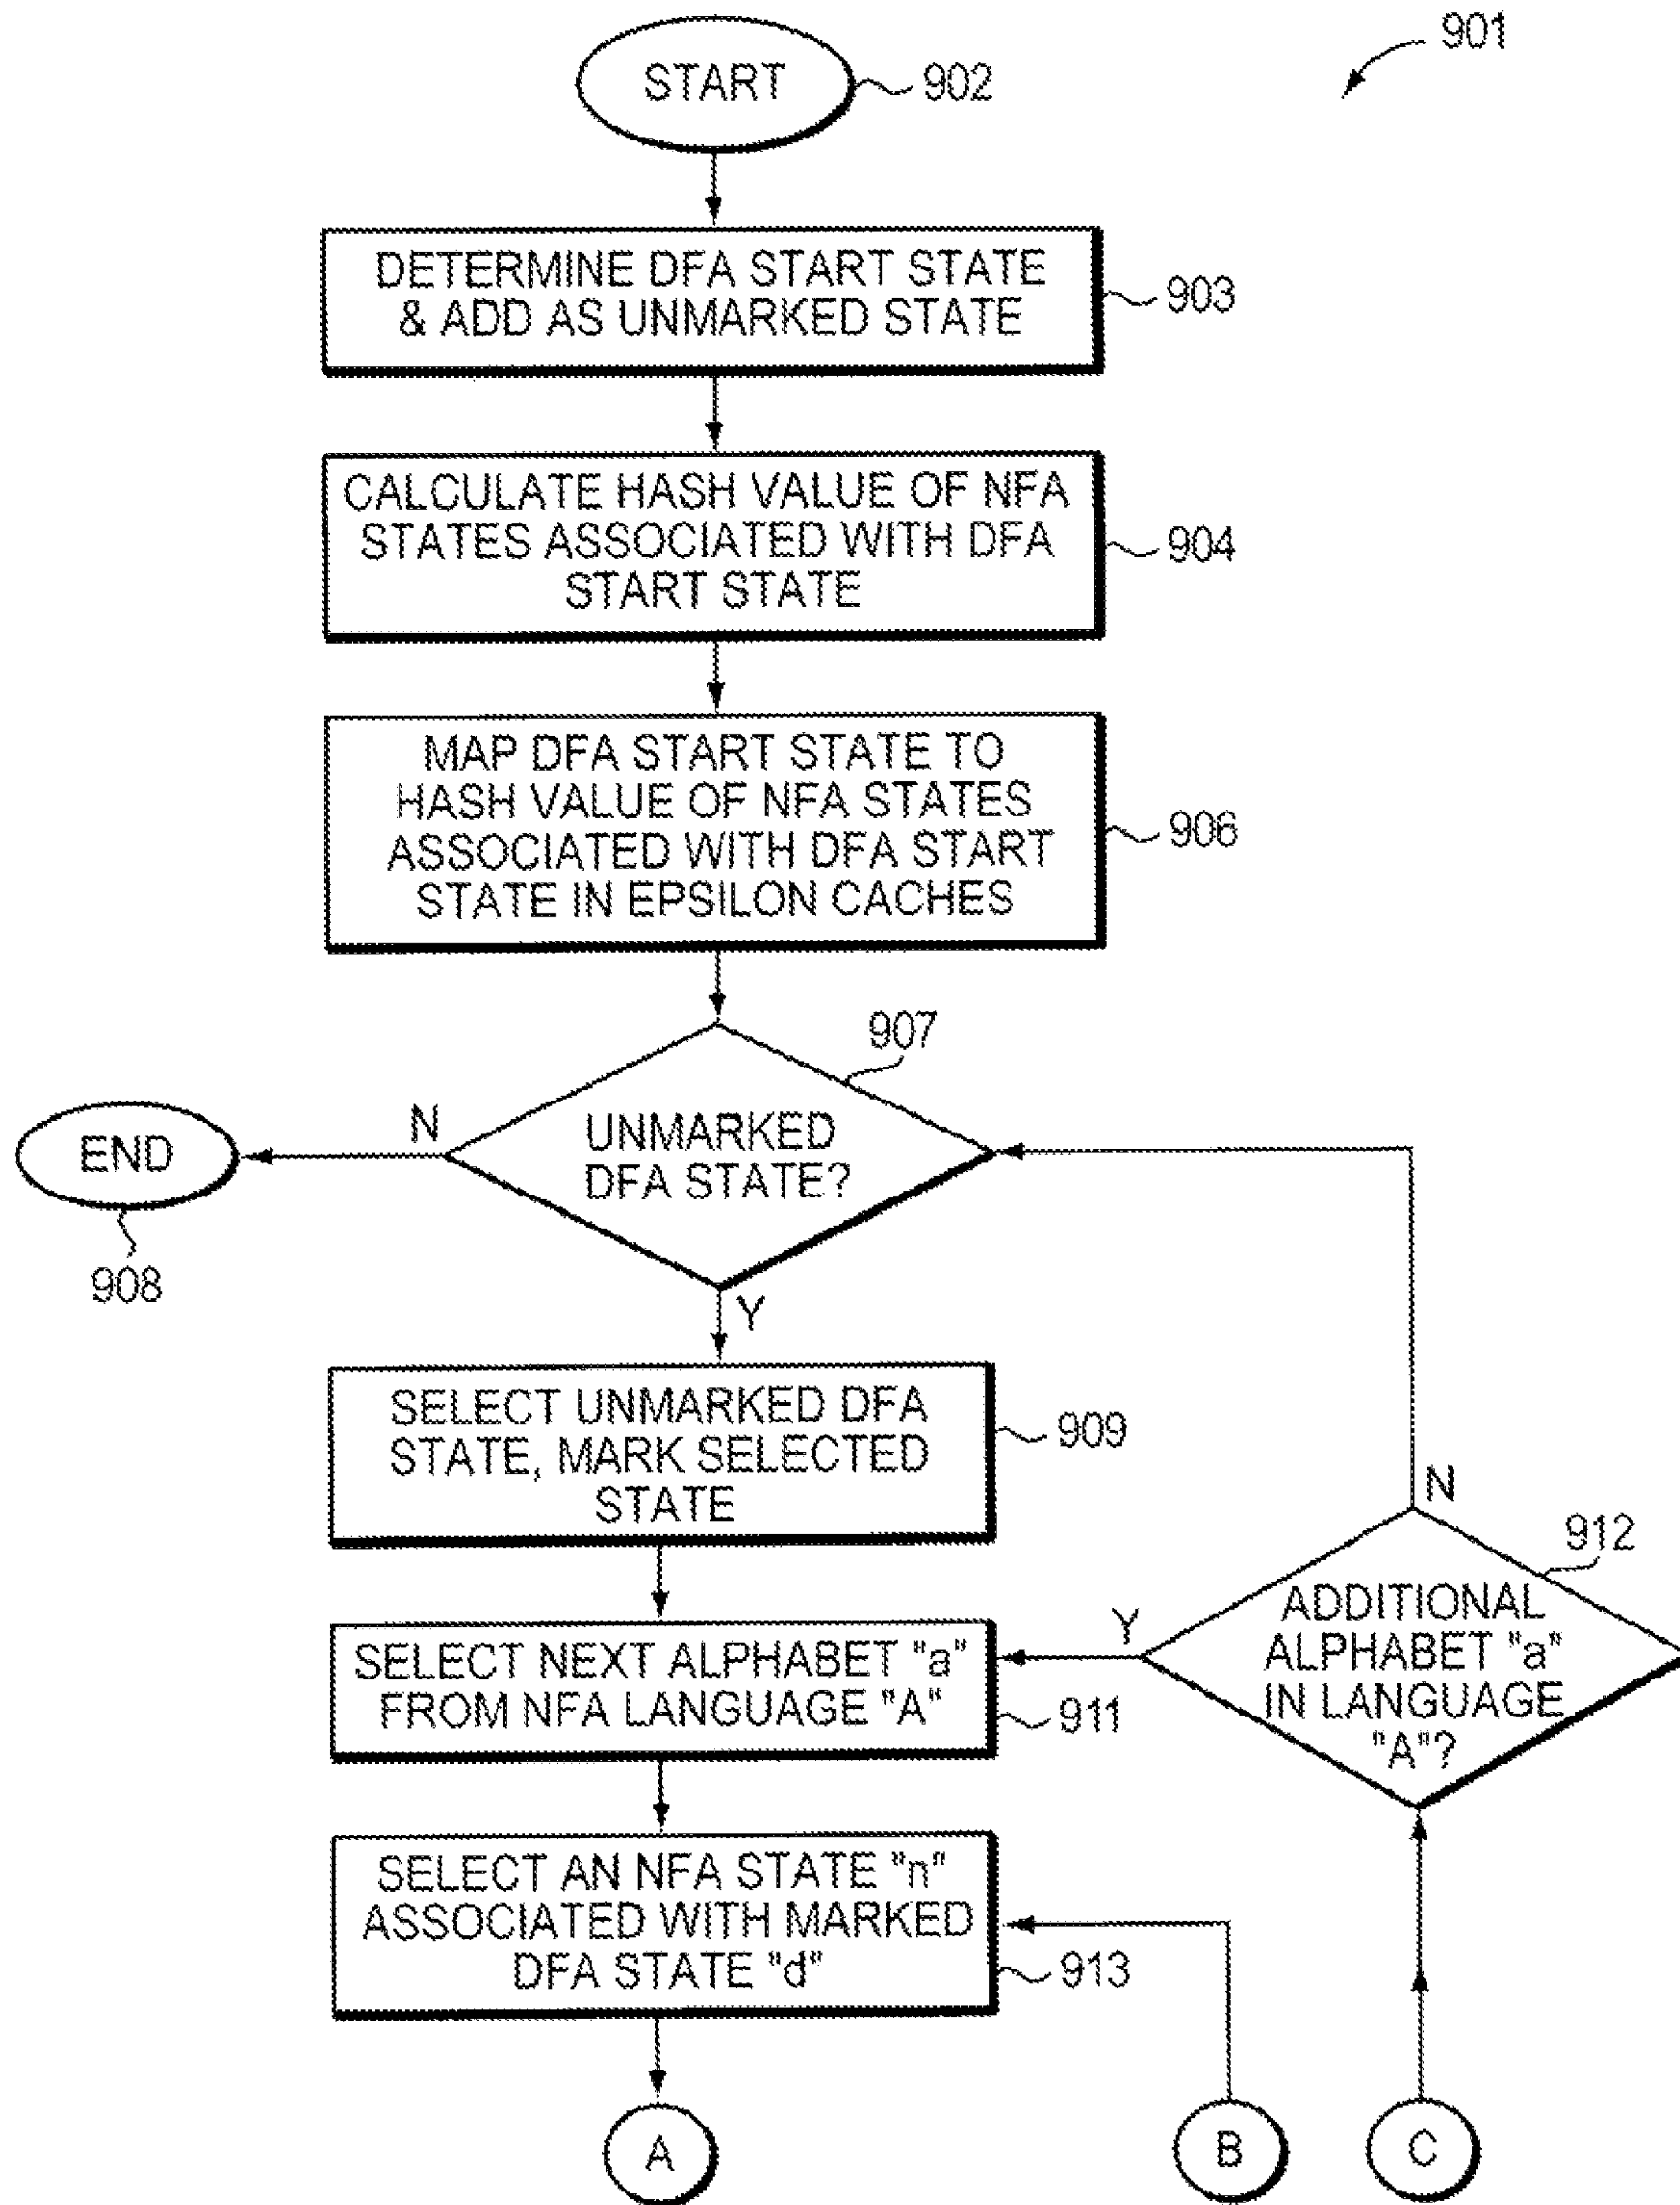 901
START
902
DETERMINE DFA START STATE
& ADD AS UNMARKED STATE
903
CALCULATE HASH VALUE OF NFA
STATES ASSOCIATED WITH DFA
START STATE
904
MAP DFA START STATE TO
HASH VALUE OF NFA STATES
ASSOCIATED WITH DFA START
STATE IN EPSILON CACHES
906
907
UNMARKED
DFA STATE?
N
END
908
Y
SELECT UNMARKED DFA
STATE, MARK SELECTED
STATE
909
N
912
ADDITIONAL
ALPHABET "a"
IN LANGUAGE
"A"?
Y
SELECT NEXT ALPHABET "a"
FROM NFA LANGUAGE "A"
911
SELECT AN NFA STATE "n"
ASSOCIATED WITH MARKED
DFA STATE "d"
913
A
B
C